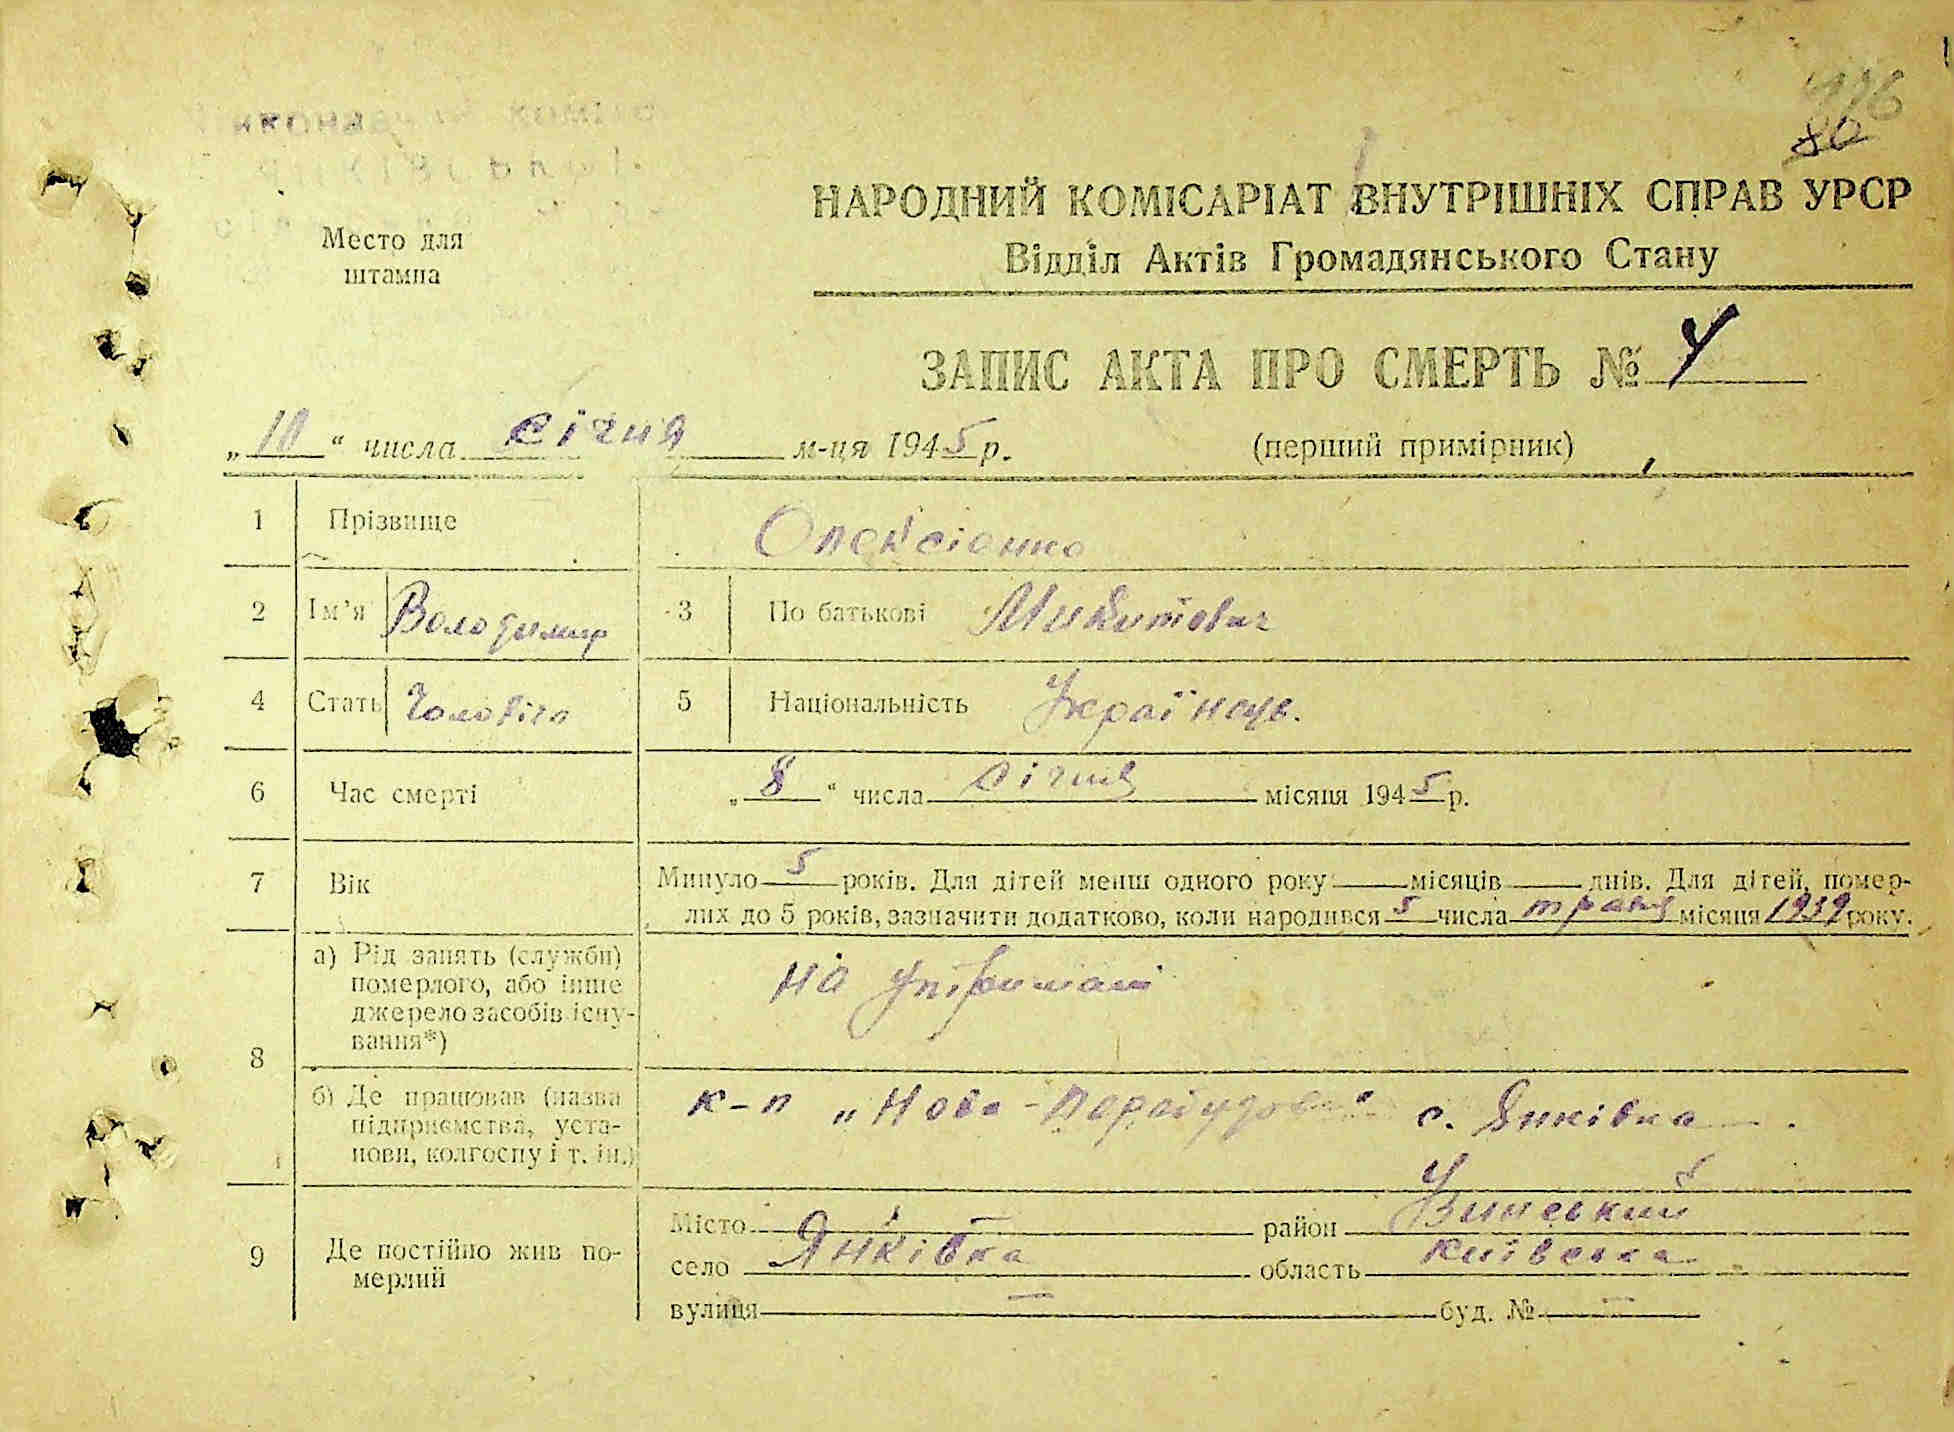 126
80
НАРОДНИЙ КОМІСАРІАТ ВНУТРІШНІХ СПРАВ УРСР
Відділ Актів Громадянського Стану
Место для
штампа
ЗАПИС АКТА ПРО СМЕРТЬ № 4
„10“ числа січня м-ця 1945 р. (перший примірник)
1 Прізвище Олексієнко
2 Ім'я Володимир 3 По батькові Микитович
4 Стать Чоловіча 5 Національність Українець.
6 Час смерті „8“ числа січня місяця 1945 р.
7 Вік Минуло 5 років. Для дітей менш одного року — місяців — днів. Для дітей, помер-
лих до 5 років, зазначити додатково, коли народився 5 числа травня місяця 1939 року.
8 а) Рід занять (служби)
померлого, або інше
джерело засобів існу-
вання*)
на утриманні
б) Де працював (назва
підприємства, уста-
нови, колгоспу і т. ін.)
к-п „Нова- с. Янківка
9 Де постійно жив по-
мерлий
Місто — район
село Янківка область Київська
вулиця — буд. № —